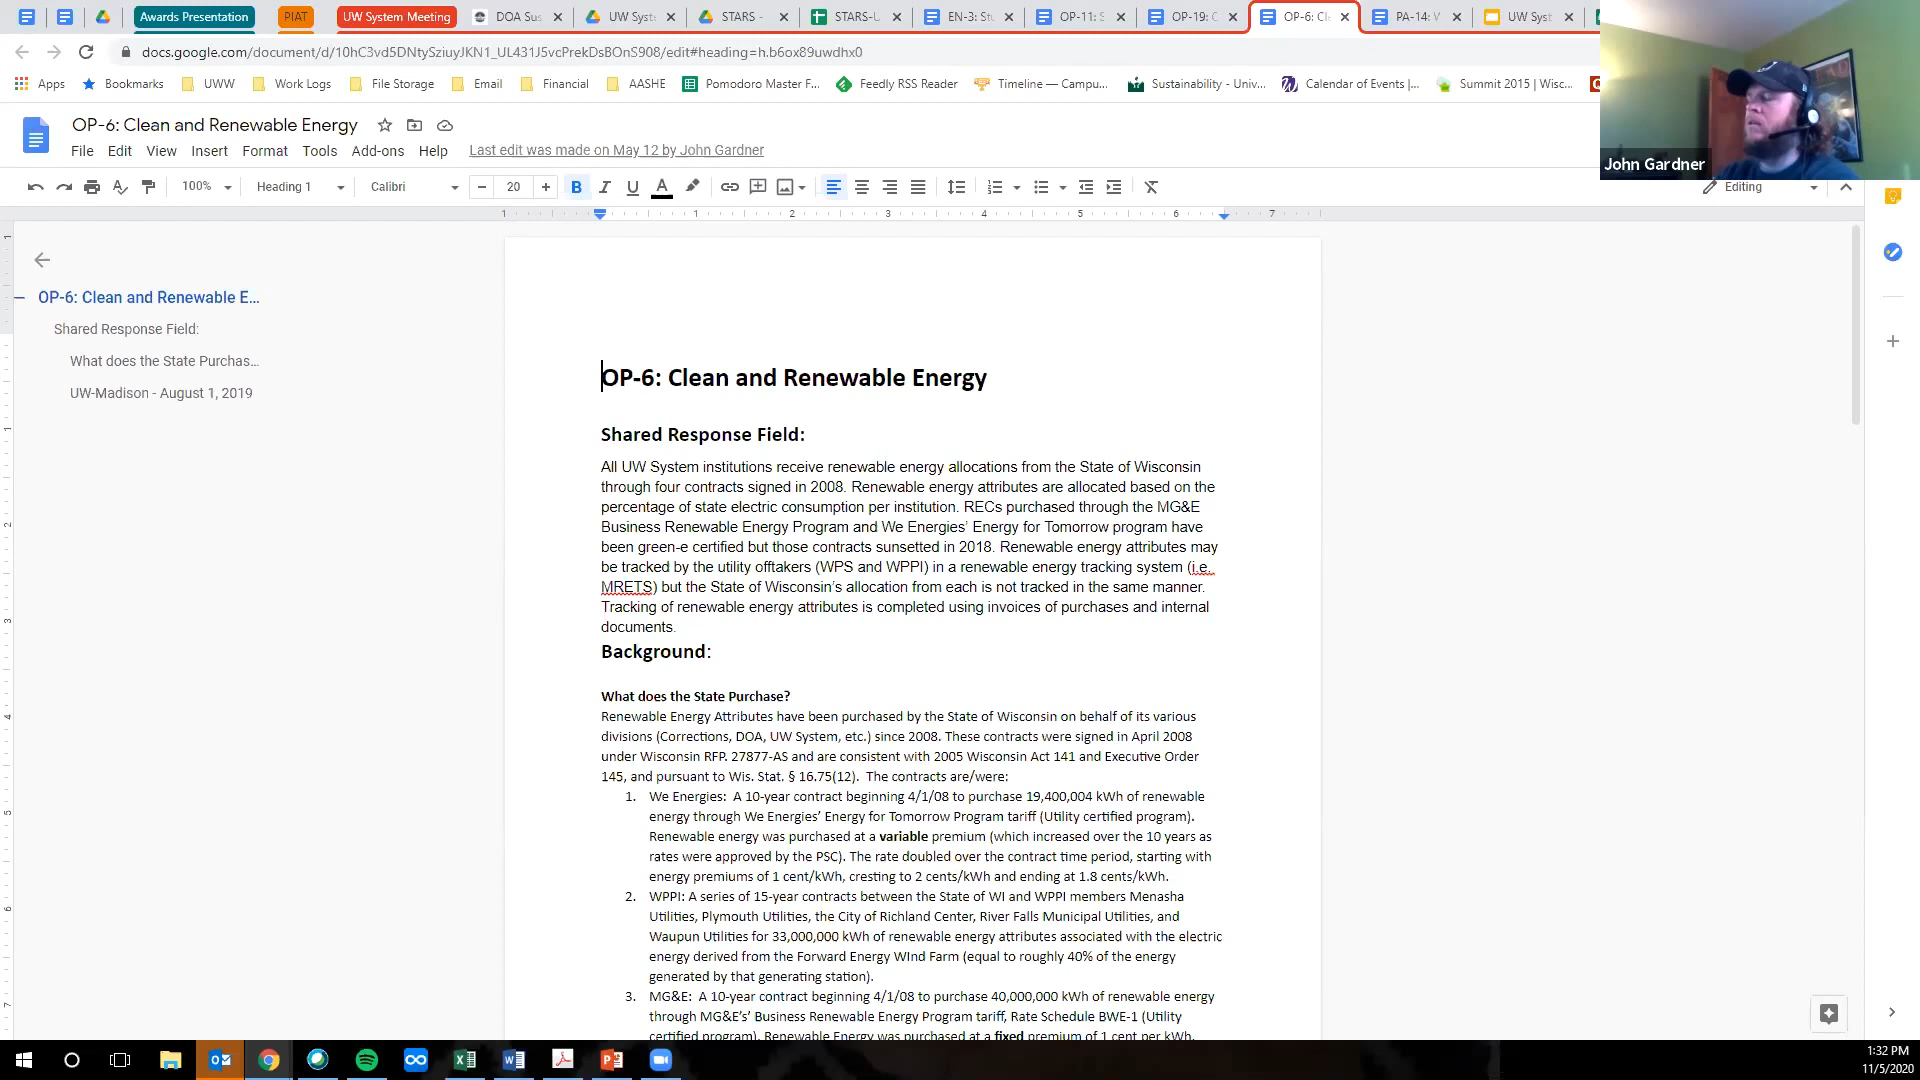 Awards Presentation
PIAT
UW System Meeting
DOA Sus
UW Syst
STARS -
STARS-U
EN-3: Stu
OP-11: S
OP-19: C
OP-6: Cl
PA-14: V
UW Syst
docs.google.com/document/d/10hC3vd5DNtySziuyJKN1_UL431J5vcPrekDsBOnS908/edit#heading=h.b6ox89uwdhx0
Apps
Bookmarks
UWW
Work Logs
File Storage
Email
Financial
AASHE
Pomodoro Master F...
Feedly RSS Reader
Timeline — Campu...
Sustainability - Univ...
Calendar of Events |...
Summit 2015 | Wisc...
OP-6: Clean and Renewable Energy
File Edit View Insert Format Tools Add-ons Help
Last edit was made on May 12 by John Gardner
John Gardner
100%
Heading 1
Calibri
20
Editing
1 1 2 3 4 5 6 7
OP-6: Clean and Renewable E...
Shared Response Field:
What does the State Purchas...
UW-Madison - August 1, 2019
OP-6: Clean and Renewable Energy
Shared Response Field:
All UW System institutions receive renewable energy allocations from the State of Wisconsin
through four contracts signed in 2008. Renewable energy attributes are allocated based on the
percentage of state electric consumption per institution. RECs purchased through the MG&E
Business Renewable Energy Program and We Energies' Energy for Tomorrow program have
been green-e certified but those contracts sunsetted in 2018. Renewable energy attributes may
be tracked by the utility offtakers (WPS and WPPI) in a renewable energy tracking system (i.e.
MRETS) but the State of Wisconsin's allocation from each is not tracked in the same manner.
Tracking of renewable energy attributes is completed using invoices of purchases and internal
documents.
Background:
What does the State Purchase?
Renewable Energy Attributes have been purchased by the State of Wisconsin on behalf of its various
divisions (Corrections, DOA, UW System, etc.) since 2008. These contracts were signed in April 2008
under Wisconsin RFP. 27877-AS and are consistent with 2005 Wisconsin Act 141 and Executive Order
145, and pursuant to Wis. Stat. § 16.75(12). The contracts are/were:
1. We Energies: A 10-year contract beginning 4/1/08 to purchase 19,400,004 kWh of renewable
energy through We Energies' Energy for Tomorrow Program tariff (Utility certified program).
Renewable energy was purchased at a variable premium (which increased over the 10 years as
rates were approved by the PSC). The rate doubled over the contract time period, starting with
energy premiums of 1 cent/kWh, cresting to 2 cents/kWh and ending at 1.8 cents/kWh.
2. WPPI: A series of 15-year contracts between the State of WI and WPPI members Menasha
Utilities, Plymouth Utilities, the City of Richland Center, River Falls Municipal Utilities, and
Waupun Utilities for 33,000,000 kWh of renewable energy attributes associated with the electric
energy derived from the Forward Energy WInd Farm (equal to roughly 40% of the energy
generated by that generating station).
3. MG&E: A 10-year contract beginning 4/1/08 to purchase 40,000,000 kWh of renewable energy
through MG&E's' Business Renewable Energy Program tariff, Rate Schedule BWE-1 (Utility
certified program). Renewable Energy was purchased at a fixed premium of 1 cent per kWh.
1:32 PM
11/5/2020